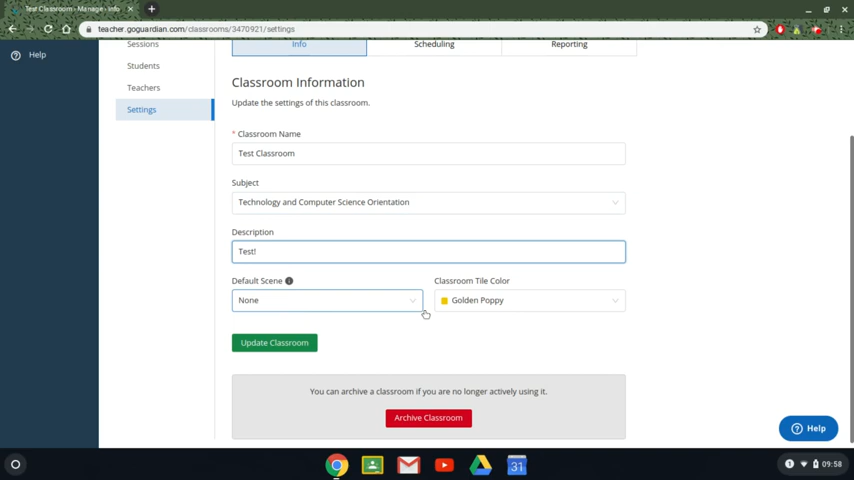 Test Classroom - Manage - Info
teacher.goguardian.com/classrooms/3470921/settings
Help
Sessions
Students
Teachers
Settings
Info
Scheduling
Reporting
Classroom Information
Update the settings of this classroom.
* Classroom Name
Test Classroom
Subject
Technology and Computer Science Orientation
Description
Test!
Default Scene
Classroom Tile Color
None
Golden Poppy
Update Classroom
You can archive a classroom if you are no longer actively using it.
Archive Classroom
Help
31
1
09:58